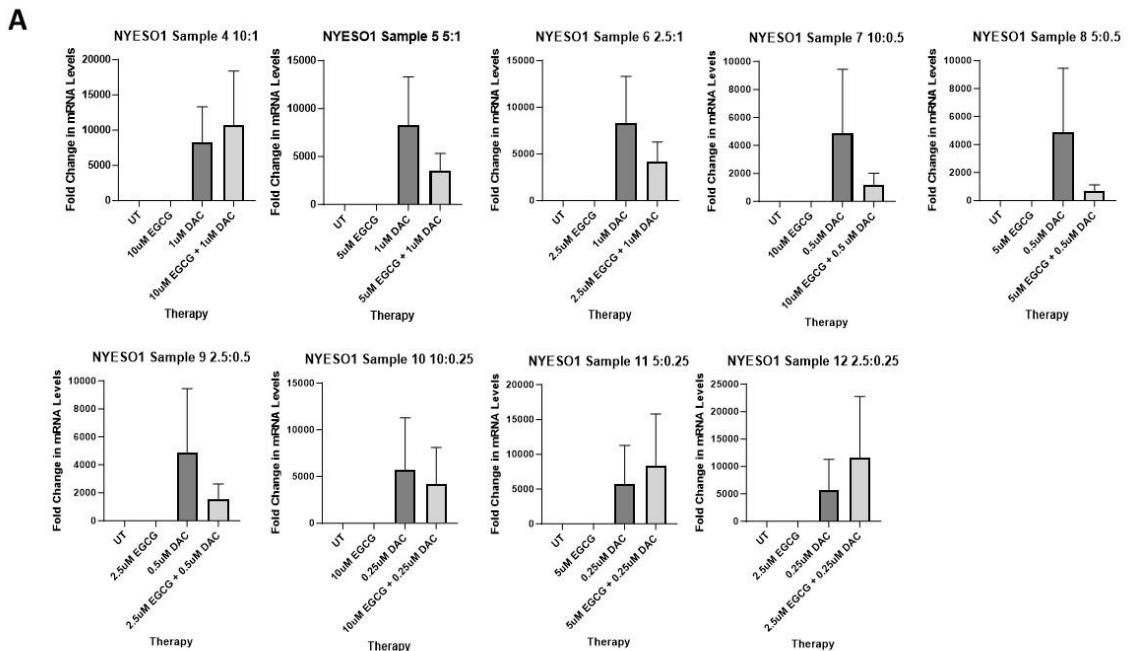 A
NYESO1 Sample 4 10:1
Fold Change in mRNA Levels
20000
15000
10000
5000
0
UT
10uM EGCG
1uM DAC
10uM EGCG + 1uM DAC
Therapy
NYESO1 Sample 5 5:1
Fold Change in mRNA Levels
15000
10000
5000
0
UT
5uM EGCG
1uM DAC
5uM EGCG + 1uM DAC
Therapy
NYESO1 Sample 6 2.5:1
Fold Change in mRNA Levels
15000
10000
5000
0
UT
2.5uM EGCG
1uM DAC
2.5uM EGCG + 1uM DAC
Therapy
NYESO1 Sample 7 10:0.5
Fold Change in mRNA Levels
10000
8000
6000
4000
2000
0
UT
10uM EGCG
0.5uM DAC
10uM EGCG + 0.5 uM DAC
Therapy
NYESO1 Sample 8 5:0.5
Fold Change in mRNA Levels
10000
8000
6000
4000
2000
0
UT
5uM EGCG
0.5uM DAC
5uM EGCG + 0.5uM DAC
Therapy
NYESO1 Sample 9 2.5:0.5
Fold Change in mRNA Levels
10000
8000
6000
4000
2000
0
UT
2.5uM EGCG
0.5uM DAC
2.5uM EGCG + 0.5uM DAC
Therapy
NYESO1 Sample 10 10:0.25
Fold Change in mRNA Levels
15000
10000
5000
0
UT
10uM EGCG
0.25uM DAC
10uM EGCG + 0.25uM DAC
Therapy
NYESO1 Sample 11 5:0.25
Fold Change in mRNA Levels
20000
15000
10000
5000
0
UT
5uM EGCG
0.25uM DAC
5uM EGCG + 0.25uM DAC
Therapy
NYESO1 Sample 12 2.5:0.25
Fold Change in mRNA Levels
25000
20000
15000
10000
5000
0
UT
2.5uM EGCG
0.25uM DAC
2.5uM EGCG + 0.25uM DAC
Therapy